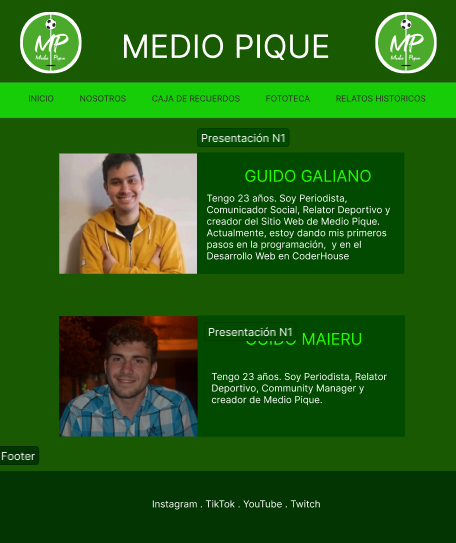 MP
Medio Pique
MEDIO PIQUE
MP
Medio Pique
INICIO NOSOTROS CAJA DE RECUERDOS FOTOTECA RELATOS HISTORICOS
Presentación N1
GUIDO GALIANO
Tengo 23 años. Soy Periodista,
Comunicador Social, Relator Deportivo y
creador del Sitio Web de Medio Pique.
Actualmente, estoy dando mis primeros
pasos en la programación, y en el
Desarrollo Web en CoderHouse
Presentación N1
GUIDO MAIERU
Tengo 23 años. Soy Periodista, Relator
Deportivo, Community Manager y
creador de Medio Pique.
Footer
Instagram . TikTok . YouTube . Twitch